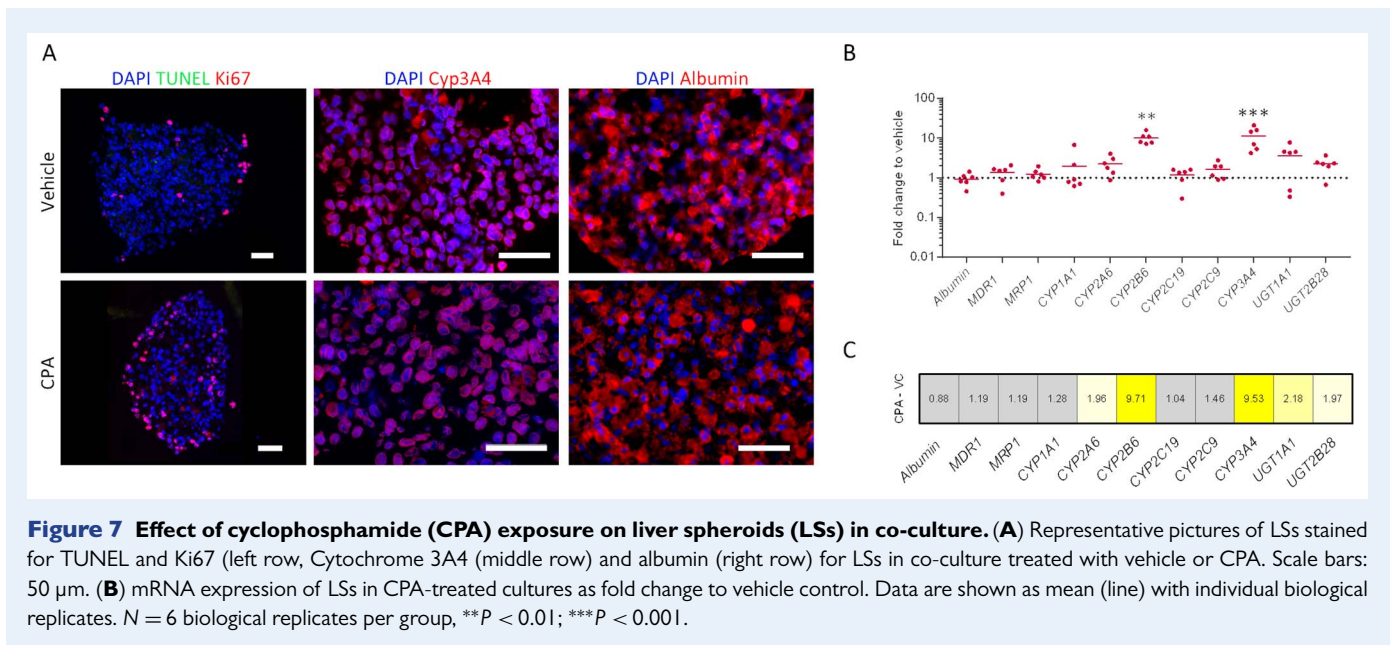 A
DAPI TUNEL Ki67
DAPI Cyp3A4
DAPI Albumin
Vehicle
CPA
B
Fold change to vehicle
100
10
1
0.1
0.01
**
***
Albumin
MDR1
MRP1
CYP1A1
CYP2A6
CYP2B6
CYP2C19
CYP2C9
CYP3A4
UGT1A1
UGT2B28
C
CPA - VC
0.88 1.19 1.19 1.28 1.96 9.71 1.04 1.46 9.53 2.18 1.97
Albumin
MDR1
MRP1
CYP1A1
CYP2A6
CYP2B6
CYP2C19
CYP2C9
CYP3A4
UGT1A1
UGT2B28
Figure 7 Effect of cyclophosphamide (CPA) exposure on liver spheroids (LSs) in co-culture. (A) Representative pictures of LSs stained
for TUNEL and Ki67 (left row, Cytochrome 3A4 (middle row) and albumin (right row) for LSs in co-culture treated with vehicle or CPA. Scale bars:
50 μm. (B) mRNA expression of LSs in CPA-treated cultures as fold change to vehicle control. Data are shown as mean (line) with individual biological
replicates. N = 6 biological replicates per group, **P < 0.01; ***P < 0.001.